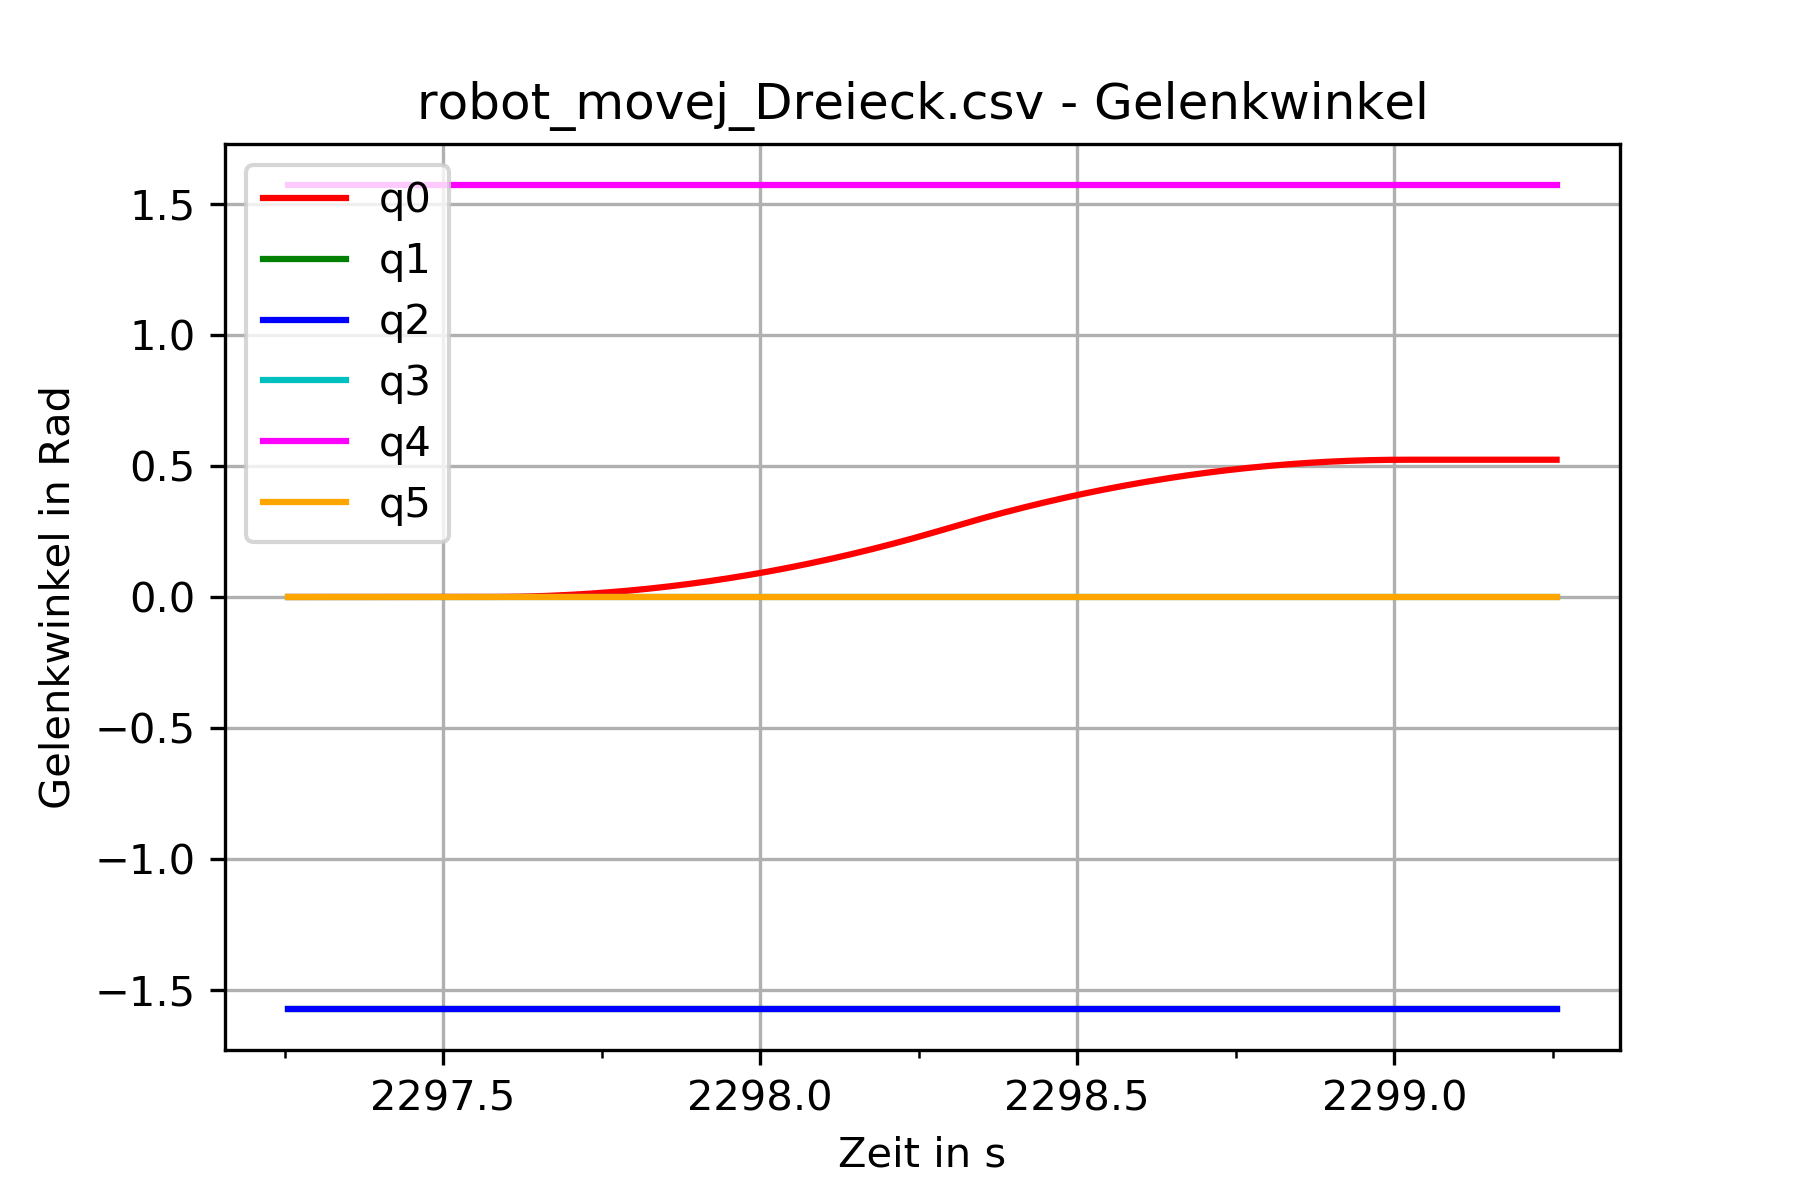 robot_movej_Dreieck.csv - Gelenkwinkel
q0
q1
q2
q3
q4
q5
1.5
1.0
0.5
0.0
−0.5
−1.0
−1.5
Gelenkwinkel in Rad
2297.5 2298.0 2298.5 2299.0
Zeit in s